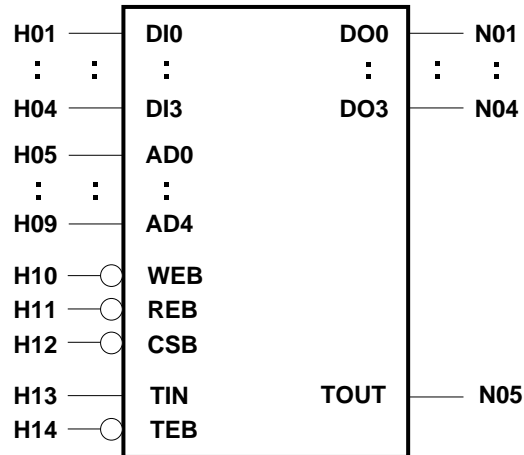 H01 DI0 DO0 N01
: : : : : :
H04 DI3 DO3 N04
H05 AD0
: : :
H09 AD4
H10 WEB
H11 REB
H12 CSB
H13 TIN TOUT N05
H14 TEB